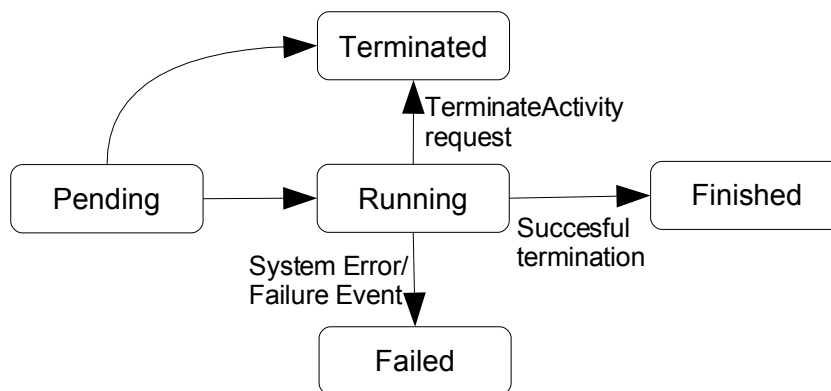 Terminated
TerminateActivity
request
Pending
Running
Finished
Succesful
termination
System Error/
Failure Event
Failed